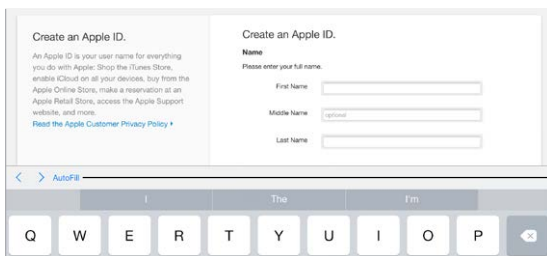 Create an Apple ID.
An Apple ID is your user name for everything
you do with Apple: Shop the iTunes Store,
enable iCloud on all your devices, buy from the
Apple Online Store, make a reservation at an
Apple Retail Store, access the Apple Support
website, and more.
Read the Apple Customer Privacy Policy
Create an Apple ID.
Name
Please enter your full name.
First Name
Middle Name optional
Last Name
AutoFill
I The I'm
Q W E R T Y U I O P